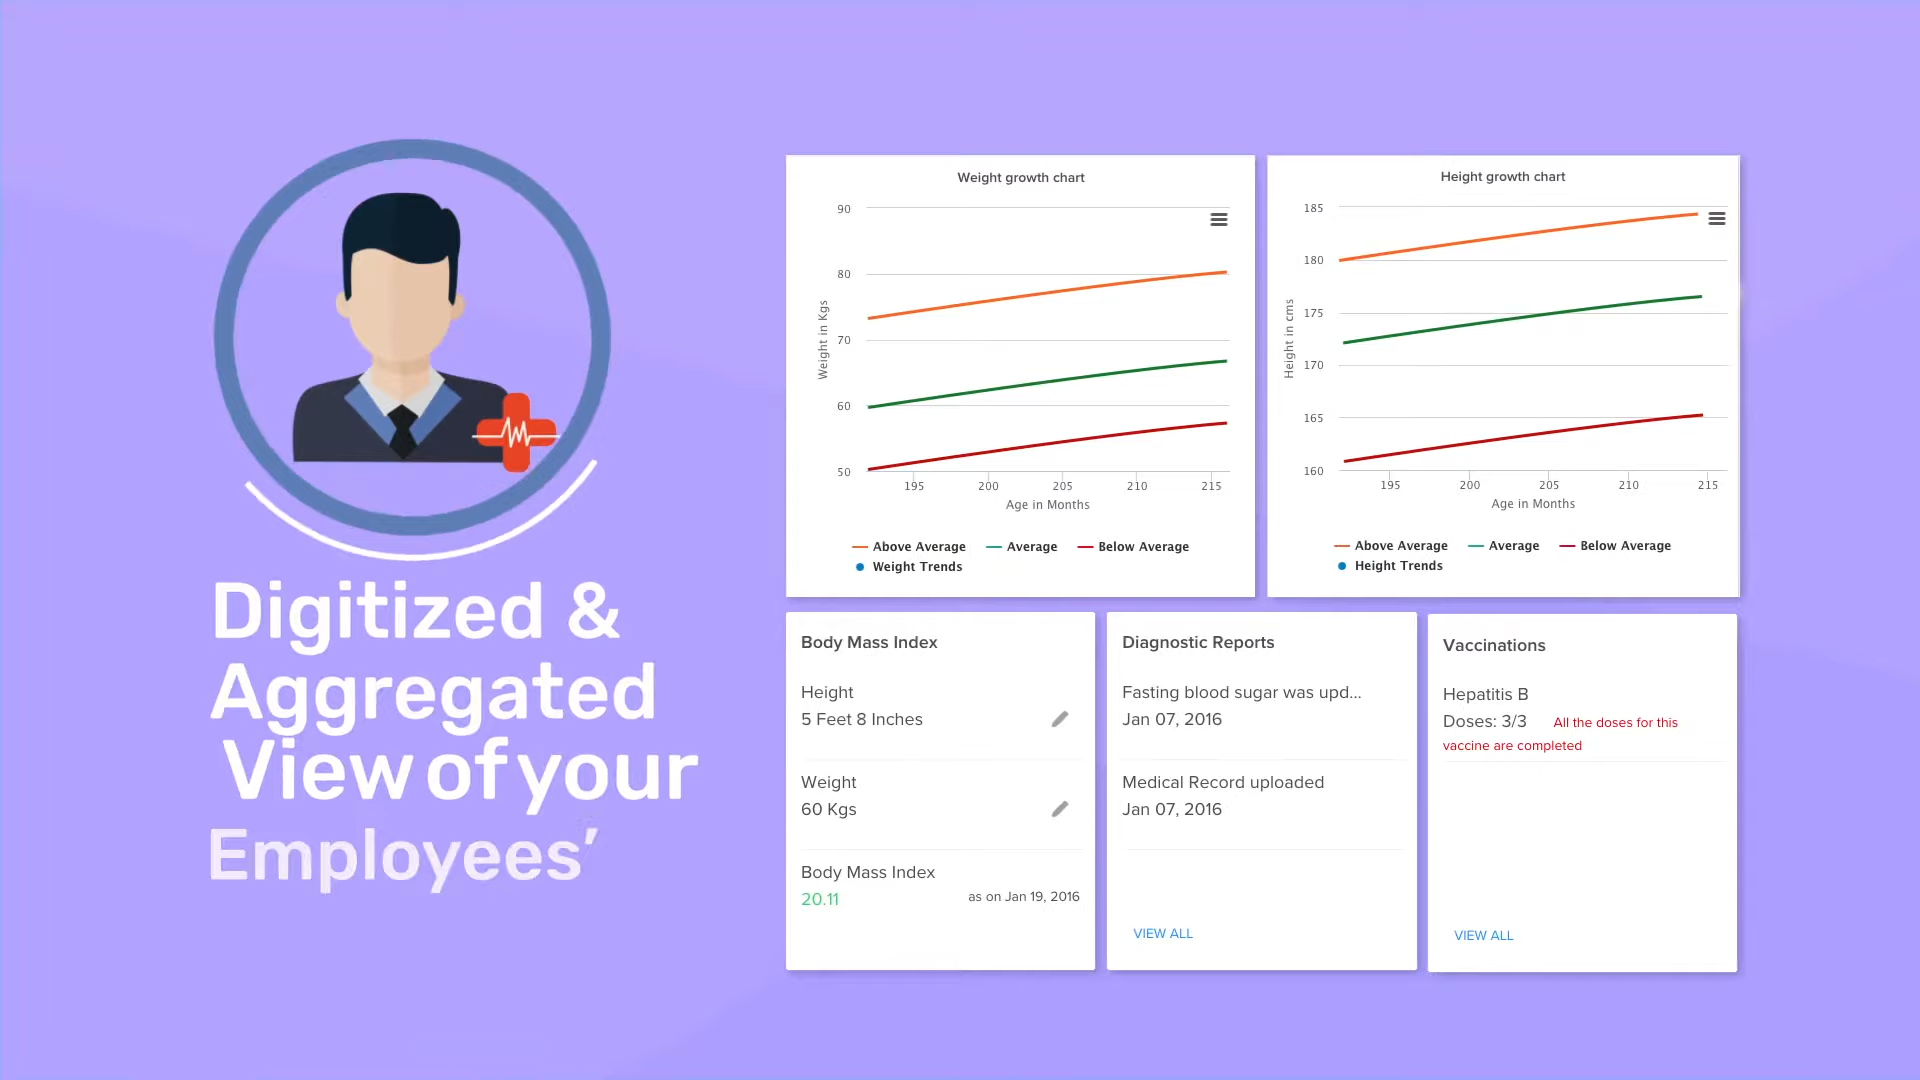 Digitized &
Aggregated
View of your
Employees’
Weight growth chart
90
80
70
60
50
Weight in Kgs
195 200 205 210 215
Age in Months
Above Average Average Below Average
Weight Trends
Height growth chart
185
180
175
170
165
160
Height in cms
195 200 205 210 215
Age in Months
Above Average Average Below Average
Height Trends
Body Mass Index
Height
5 Feet 8 Inches
Weight
60 Kgs
Body Mass Index
20.11 as on Jan 19, 2016
Diagnostic Reports
Fasting blood sugar was upd...
Jan 07, 2016
Medical Record uploaded
Jan 07, 2016
VIEW ALL
Vaccinations
Hepatitis B
Doses: 3/3 All the doses for this
vaccine are completed
VIEW ALL